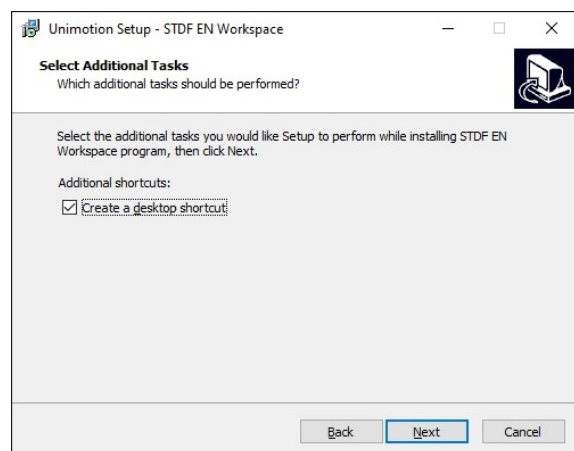 Unimotion Setup - STDF EN Workspace
Select Additional Tasks
Which additional tasks should be performed?
Select the additional tasks you would like Setup to perform while installing STDF EN
Workspace program, then click Next.
Additional shortcuts:
Create a desktop shortcut
Back Next Cancel